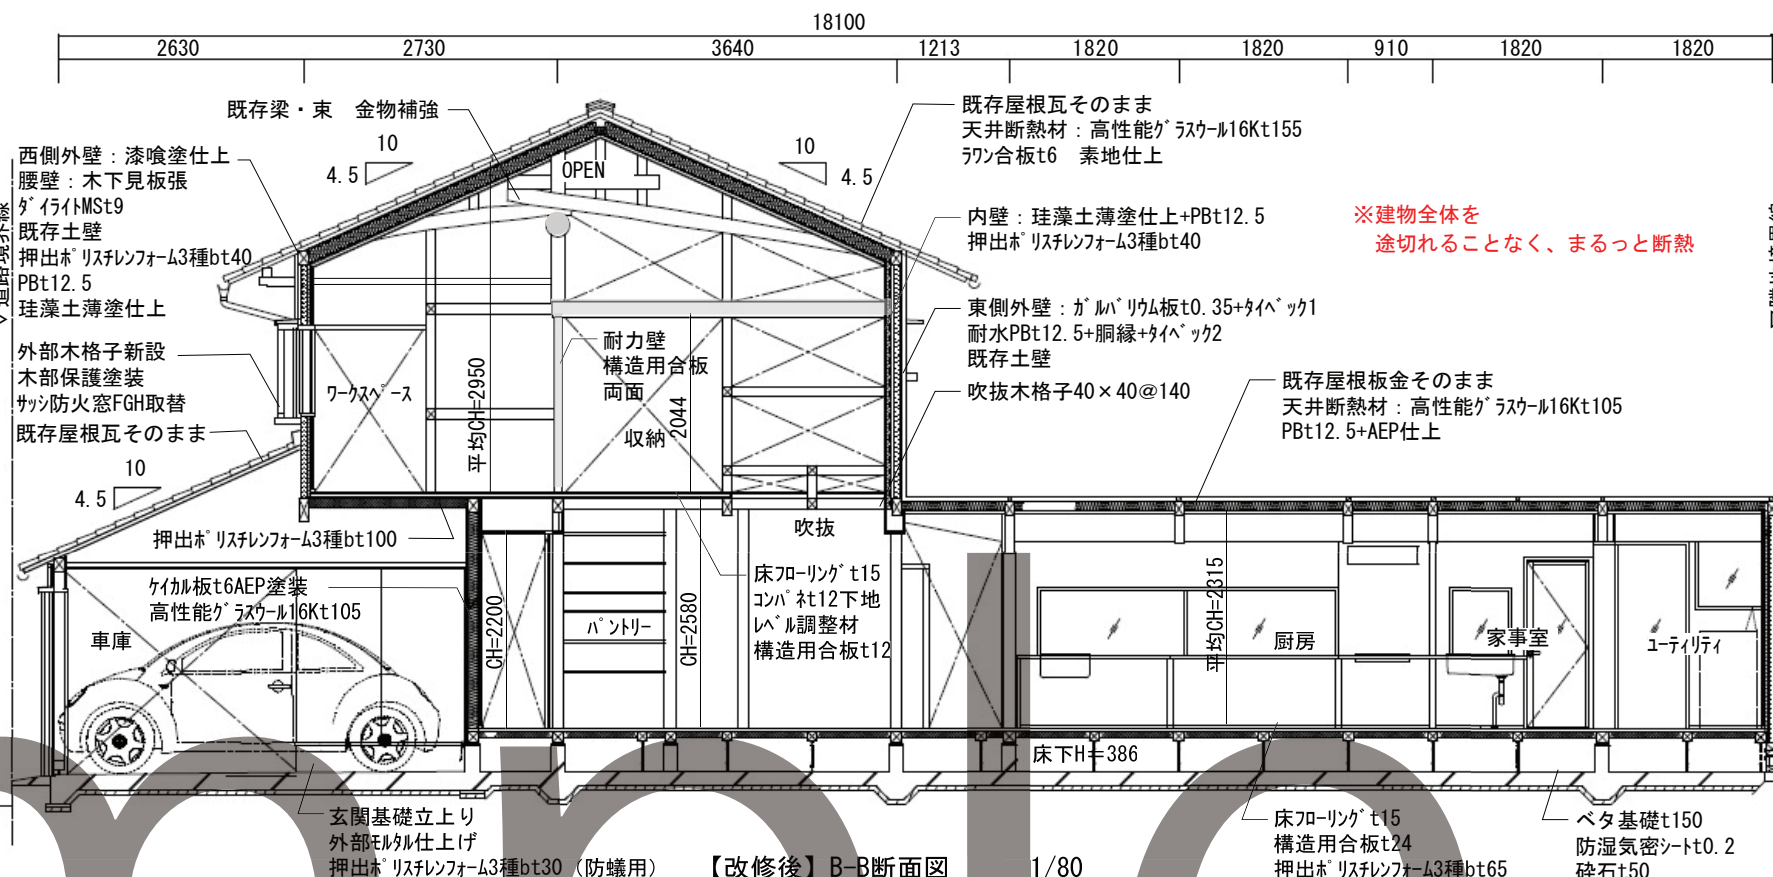 18100
2630
2730
3640
1213
1820
1820
910
1820
1820
既存梁・束　金物補強
既存屋根瓦そのまま
天井断熱材：高性能グラスウール16Kt155
ラワン合板t6　素地仕上
10
4.5
10
4.5
OPEN
西側外壁：漆喰塗仕上
腰壁：木下見板張
ダイライトMSt9
既存土壁
押出ポリスチレンフォーム3種bt40
PBt12.5
珪藻土薄塗仕上
内壁：珪藻土薄塗仕上+PBt12.5
押出ポリスチレンフォーム3種bt40
※建物全体を
途切れることなく、まるっと断熱
東側外壁：ガルバリウム板t0.35+タイベック1
耐水PBt12.5+胴縁+タイベック2
既存土壁
外部木格子新設
木部保護塗装
サッシ防火窓FGH取替
既存屋根瓦そのまま
10
4.5
ワークスペース
平均CH=2950
耐力壁
構造用合板
両面
収納
2044
吹抜木格子40×40@140
既存屋根板金そのまま
天井断熱材：高性能グラスウール16Kt105
PBt12.5+AEP仕上
押出ポリスチレンフォーム3種bt100
吹抜
ケイカル板t6AEP塗装
高性能グラスウール16Kt105
車庫
CH=2200
パントリー
CH=2580
床フローリングt15
コンパネt12下地
レベル調整材
構造用合板t12
平均CH=2315
厨房
家事室
ユーティリティ
床下H=386
玄関基礎立上り
外部モルタル仕上げ
押出ポリスチレンフォーム3種bt30（防蟻用）
【改修後】B-B断面図
1/80
床フローリングt15
構造用合板t24
押出ポリスチレンフォーム3種bt65
ベタ基礎t150
防湿気密シートt0.2
砕石t50